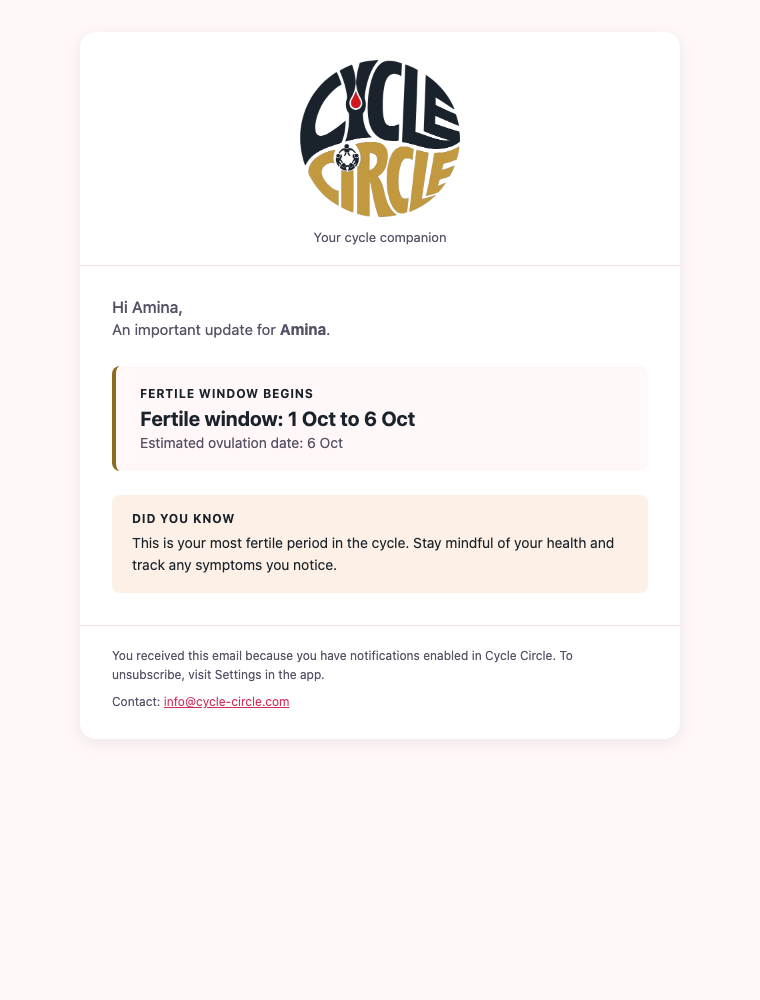 CYCLE
CIRCLE
Your cycle companion
Hi Amina,
An important update for Amina.
FERTILE WINDOW BEGINS
Fertile window: 1 Oct to 6 Oct
Estimated ovulation date: 6 Oct
DID YOU KNOW
This is your most fertile period in the cycle. Stay mindful of your health and
track any symptoms you notice.
You received this email because you have notifications enabled in Cycle Circle. To
unsubscribe, visit Settings in the app.
Contact: info@cycle-circle.com